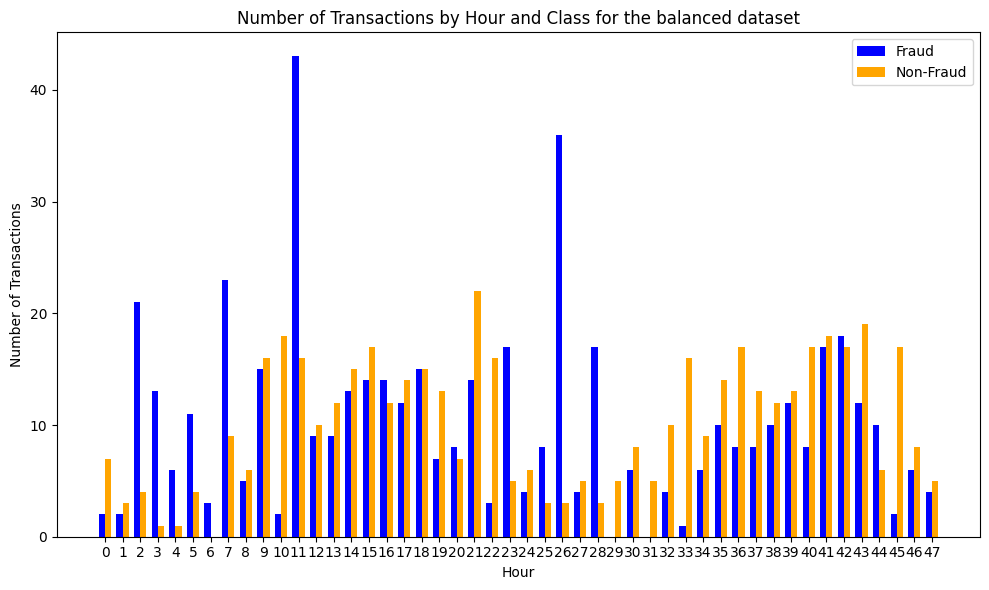 Number of Transactions by Hour and Class for the balanced dataset
Fraud
Non-Fraud
Number of Transactions
40
30
20
10
0
0 1 2 3 4 5 6 7 8 9 10 11 12 13 14 15 16 17 18 19 20 21 22 23 24 25 26 27 28 29 30 31 32 33 34 35 36 37 38 39 40 41 42 43 44 45 46 47
Hour